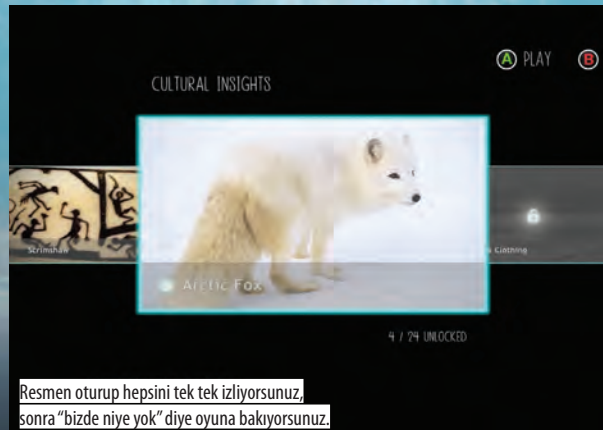 A PLAY B
CULTURAL INSIGHTS
Scrimshaw
Clothing
Arctic Fox
4 / 24 UNLOCKED
Resmen oturup hepsini tek tek izliyorsunuz,
sonra “bizde niye yok” diye oyuna bakıyorsunuz.